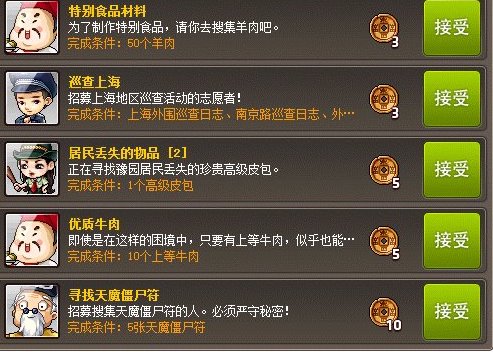 特别食品材料
为了制作特别食品，请你去搜集羊肉吧。
完成条件：50个羊肉
3
接受
巡查上海
招募上海地区巡查活动的志愿者！
完成条件：上海外围巡查日志、南京路巡查日志、外…
3
接受
居民丢失的物品 [2]
正在寻找豫园居民丢失的珍贵高级皮包。
完成条件：1个高级皮包
5
接受
优质牛肉
即使是在这样的困境中，只要有上等牛肉，似乎也能…
完成条件：10个上等牛肉
5
接受
寻找天魔僵尸符
招募搜集天魔僵尸符的人。必须严守秘密！
完成条件：5张天魔僵尸符
10
接受